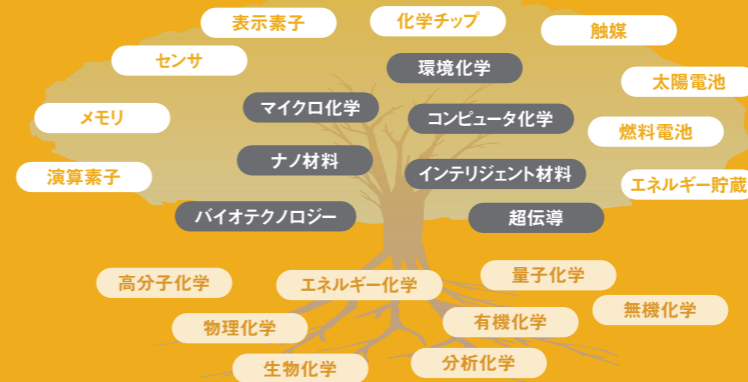 表示素子
化学チップ
触媒
センサ
環境化学
太陽電池
マイクロ化学
メモリ
コンピュータ化学
燃料電池
ナノ材料
インテリジェント材料
演算素子
エネルギー貯蔵
バイオテクノロジー
超伝導
高分子化学
エネルギー化学
量子化学
無機化学
物理化学
有機化学
生物化学
分析化学